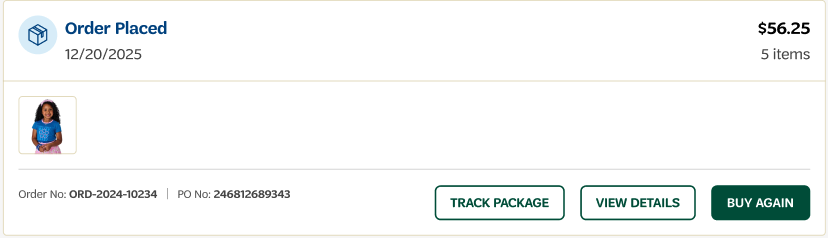 Order Placed
$56.25
12/20/2025
5 items
Order No: ORD-2024-10234 | PO No: 246812689343
TRACK PACKAGE
VIEW DETAILS
BUY AGAIN